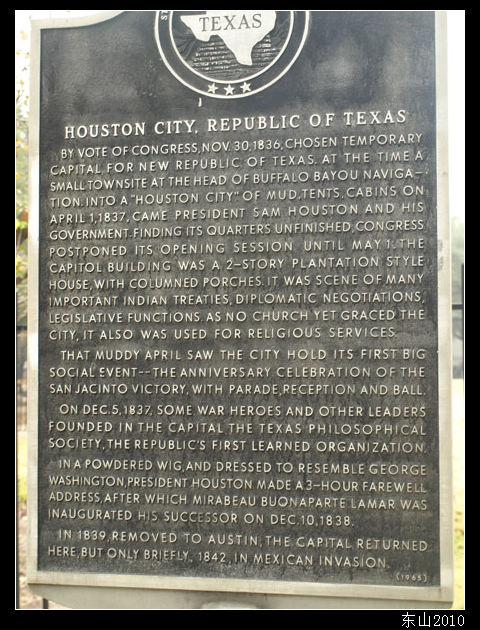 TEXAS
HOUSTON CITY, REPUBLIC OF TEXAS
BY VOTE OF CONGRESS, NOV. 30, 1836, CHOSEN TEMPORARY
CAPITAL FOR NEW REPUBLIC OF TEXAS. AT THE TIME A
SMALL TOWNSITE AT THE HEAD OF BUFFALO BAYOU NAVIGA-
TION. INTO A "HOUSTON CITY" OF MUD, TENTS, CABINS ON
APRIL 1, 1837, CAME PRESIDENT SAM HOUSTON AND HIS
GOVERNMENT. FINDING ITS QUARTERS UNFINISHED, CONGRESS
POSTPONED ITS OPENING SESSION UNTIL MAY 1. THE
CAPITOL BUILDING WAS A 2-STORY PLANTATION STYLE
HOUSE, WITH COLUMNED PORCHES. IT WAS SCENE OF MANY
IMPORTANT INDIAN TREATIES, DIPLOMATIC NEGOTIATIONS,
LEGISLATIVE FUNCTIONS. AS NO CHURCH YET GRACED THE
CITY, IT ALSO WAS USED FOR RELIGIOUS SERVICES.
THAT MUDDY APRIL SAW THE CITY HOLD ITS FIRST BIG
SOCIAL EVENT--THE ANNIVERSARY CELEBRATION OF THE
SAN JACINTO VICTORY, WITH PARADE, RECEPTION AND BALL.
ON DEC. 5, 1837, SOME WAR HEROES AND OTHER LEADERS
FOUNDED IN THE CAPITAL THE TEXAS PHILOSOPHICAL
SOCIETY, THE REPUBLIC'S FIRST LEARNED ORGANIZATION.
IN A POWDERED WIG, AND DRESSED TO RESEMBLE GEORGE
WASHINGTON, PRESIDENT HOUSTON MADE A 3-HOUR FAREWELL
ADDRESS, AFTER WHICH MIRABEAU BUONAPARTE LAMAR WAS
INAUGURATED HIS SUCCESSOR ON DEC. 10, 1838.
IN 1839, REMOVED TO AUSTIN, THE CAPITAL RETURNED
HERE, BUT ONLY BRIEFLY, 1842, IN MEXICAN INVASION.
(1965)
东山2010